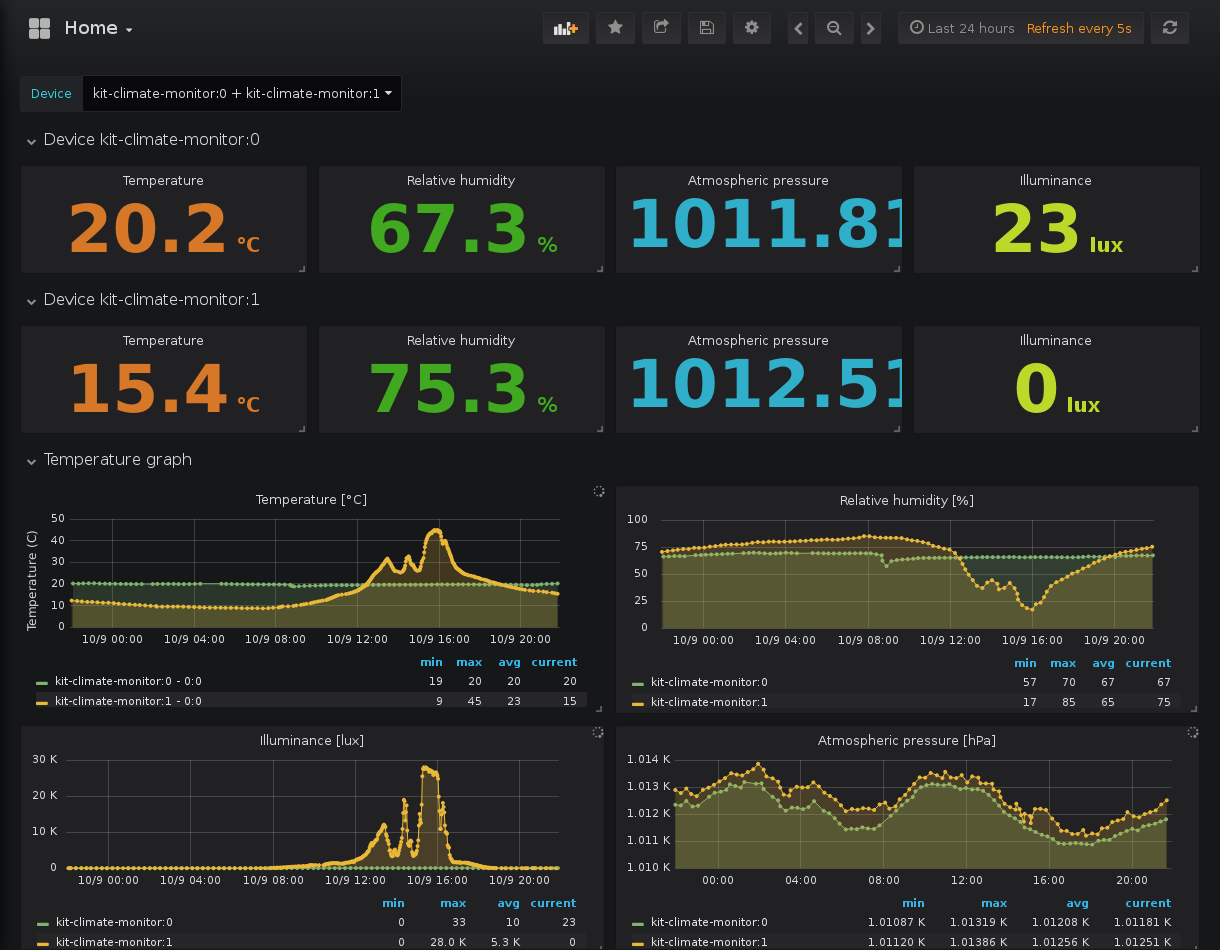 Home
Last 24 hours Refresh every 5s
Device kit-climate-monitor:0 + kit-climate-monitor:1
Device kit-climate-monitor:0
Temperature Relative humidity Atmospheric pressure Illuminance
20.2 °C 67.3 % 1011.81 23 lux
Device kit-climate-monitor:1
Temperature Relative humidity Atmospheric pressure Illuminance
15.4 °C 75.3 % 1012.51 0 lux
Temperature graph
Temperature [°C]
Temperature (C)
50
40
30
20
10
0
10/9 00:00 10/9 04:00 10/9 08:00 10/9 12:00 10/9 16:00 10/9 20:00
min max avg current
kit-climate-monitor:0 - 0:0 19 20 20 20
kit-climate-monitor:1 - 0:0 9 45 23 15
Relative humidity [%]
100
75
50
25
0
10/9 00:00 10/9 04:00 10/9 08:00 10/9 12:00 10/9 16:00 10/9 20:00
min max avg current
kit-climate-monitor:0 57 70 67 67
kit-climate-monitor:1 17 85 65 75
Illuminance [lux]
30 K
20 K
10 K
0
10/9 00:00 10/9 04:00 10/9 08:00 10/9 12:00 10/9 16:00 10/9 20:00
min max avg current
kit-climate-monitor:0 0 33 10 23
kit-climate-monitor:1 0 28.0 K 5.3 K 0
Atmospheric pressure [hPa]
1.014 K
1.013 K
1.012 K
1.011 K
1.010 K
00:00 04:00 08:00 12:00 16:00 20:00
min max avg current
kit-climate-monitor:0 1.01087 K 1.01319 K 1.01208 K 1.01181 K
kit-climate-monitor:1 1.01120 K 1.01386 K 1.01256 K 1.01251 K